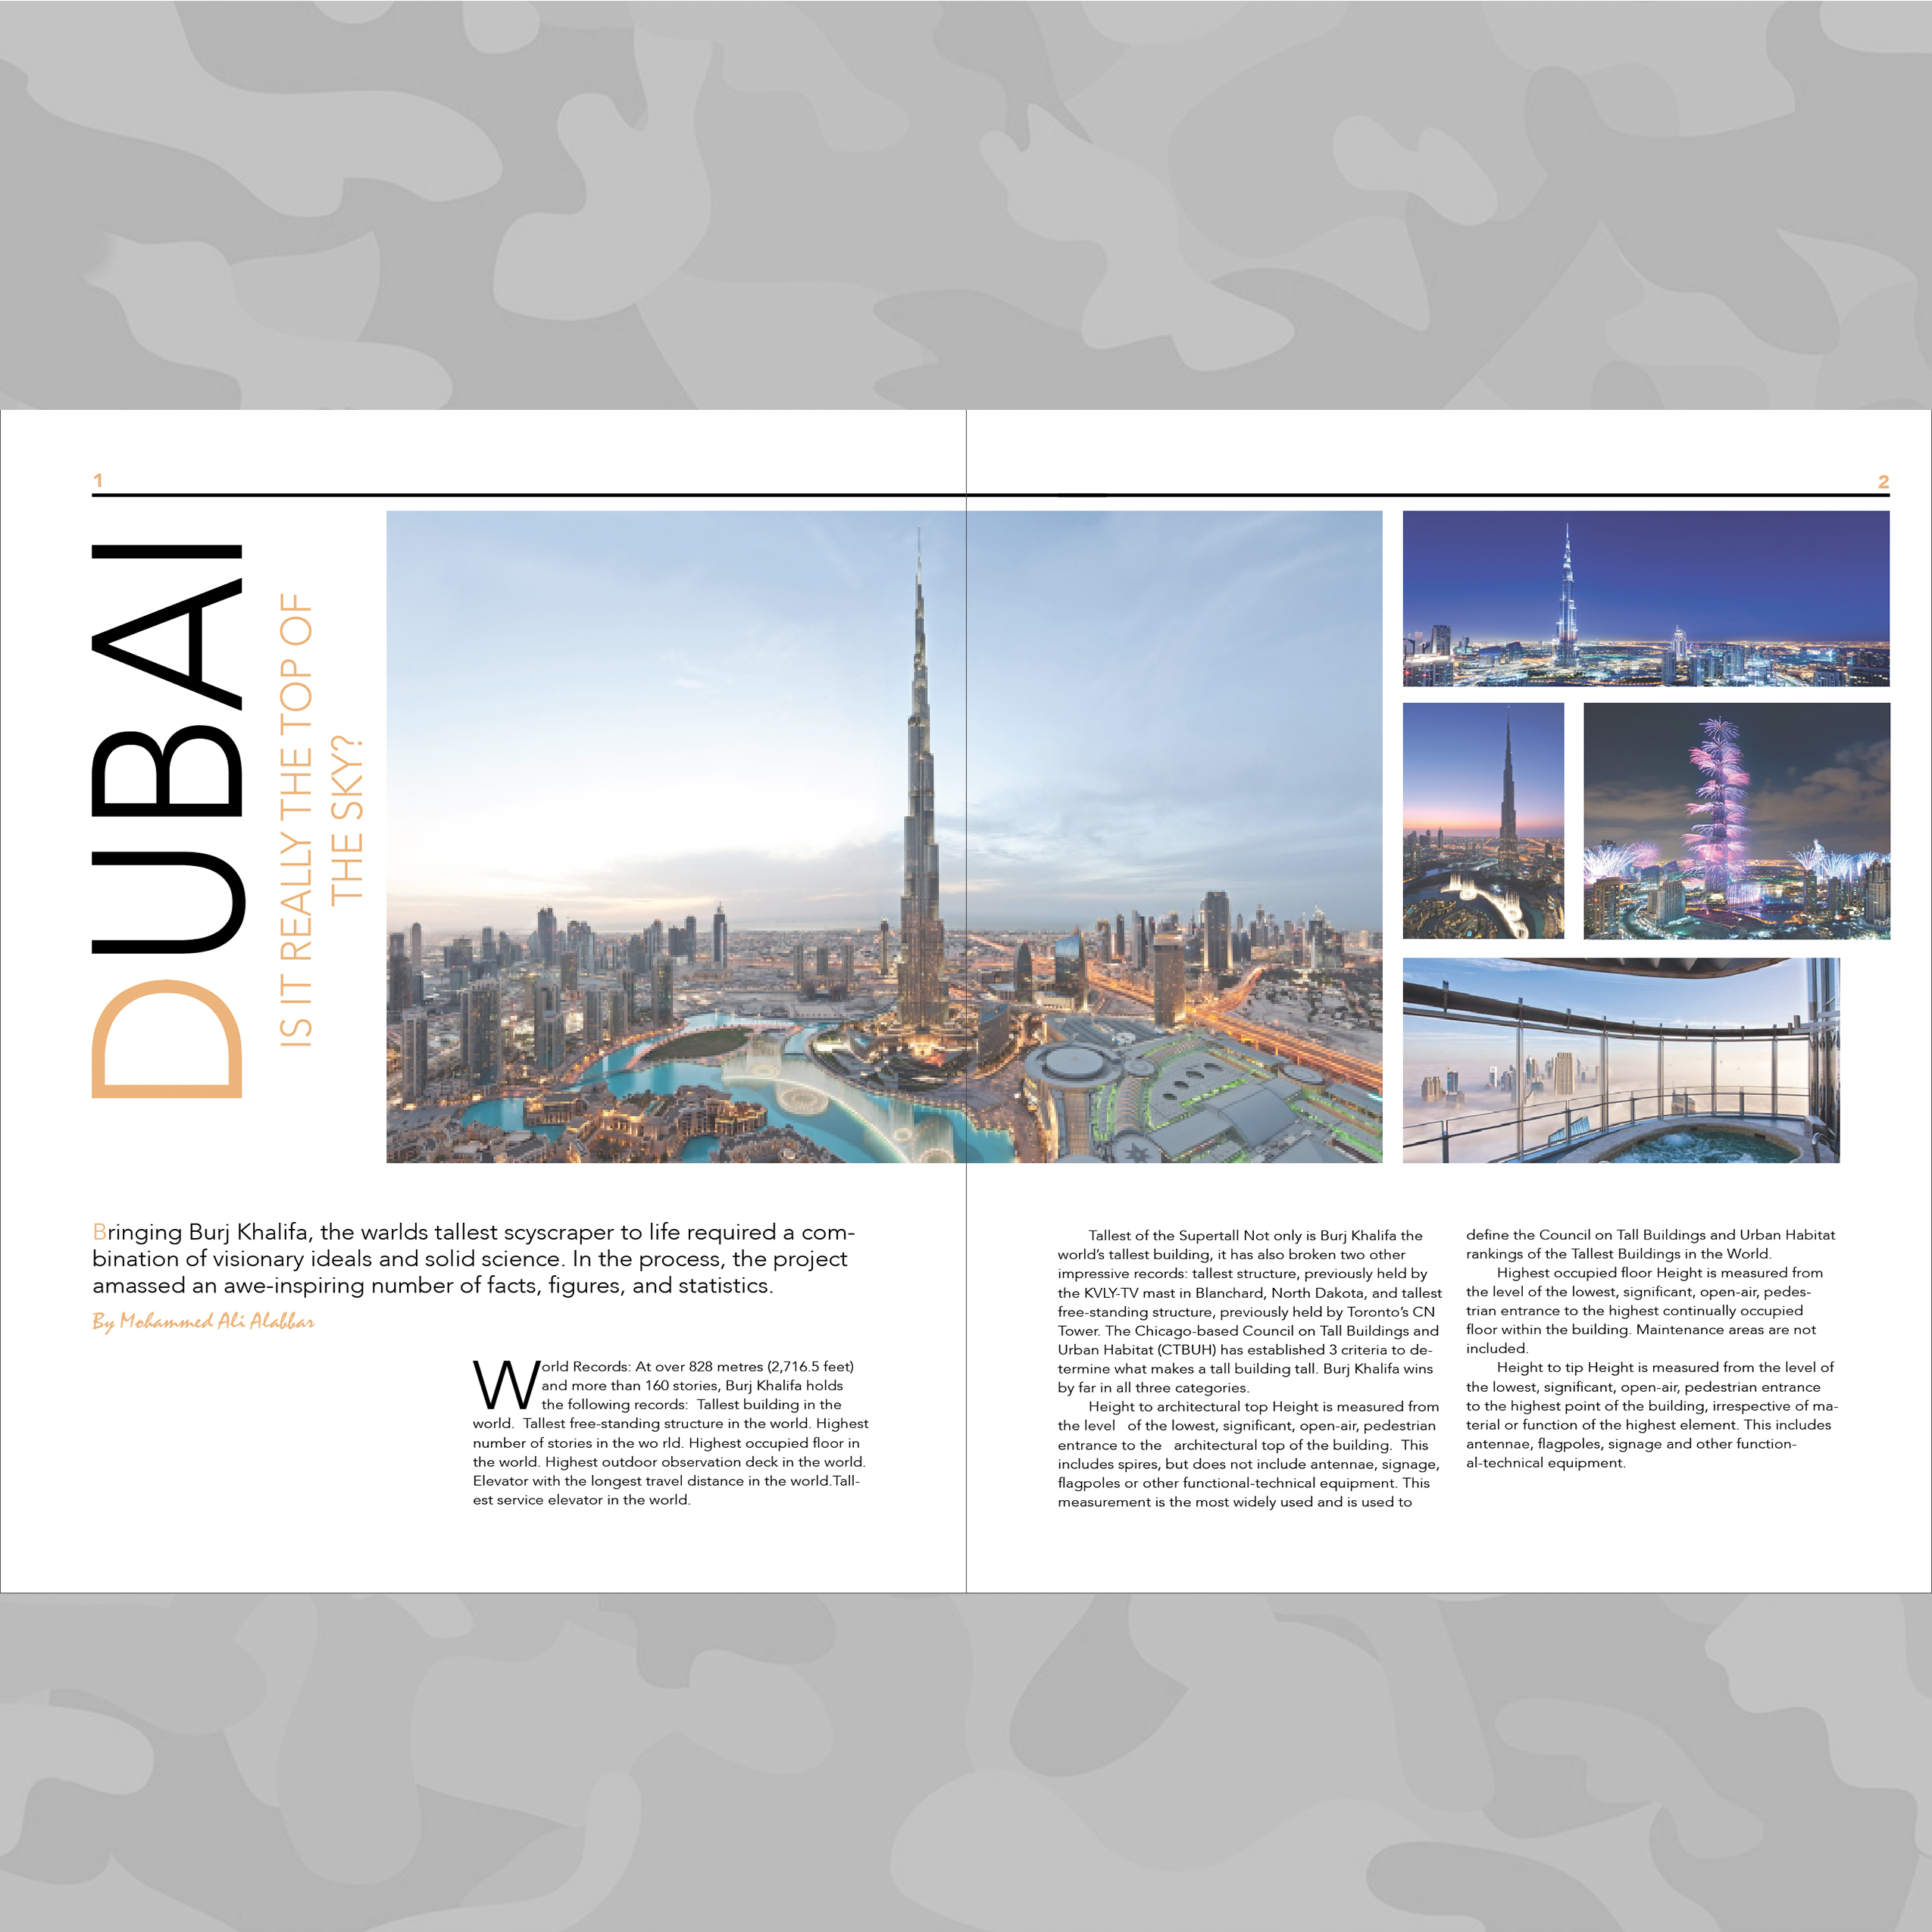 1
2
DUBAI
IS IT REALLY THE TOP OF
THE SKY?
Bringing Burj Khalifa, the warlds tallest scyscraper to life required a com-
bination of visionary ideals and solid science. In the process, the project
amassed an awe-inspiring number of facts, figures, and statistics.
By Mohammed Ali Alabbar
World Records: At over 828 metres (2,716.5 feet)
and more than 160 stories, Burj Khalifa holds
the following records:  Tallest building in the
world.  Tallest free-standing structure in the world. Highest
number of stories in the wo rld. Highest occupied floor in
the world. Highest outdoor observation deck in the world.
Elevator with the longest travel distance in the world.Tall-
est service elevator in the world.
Tallest of the Supertall Not only is Burj Khalifa the
world’s tallest building, it has also broken two other
impressive records: tallest structure, previously held by
the KVLY-TV mast in Blanchard, North Dakota, and tallest
free-standing structure, previously held by Toronto’s CN
Tower. The Chicago-based Council on Tall Buildings and
Urban Habitat (CTBUH) has established 3 criteria to de-
termine what makes a tall building tall. Burj Khalifa wins
by far in all three categories.
Height to architectural top Height is measured from
the level   of the lowest, significant, open-air, pedestrian
entrance to the   architectural top of the building.  This
includes spires, but does not include antennae, signage,
flagpoles or other functional-technical equipment. This
measurement is the most widely used and is used to
define the Council on Tall Buildings and Urban Habitat
rankings of the Tallest Buildings in the World.
Highest occupied floor Height is measured from
the level of the lowest, significant, open-air, pedes-
trian entrance to the highest continually occupied
floor within the building. Maintenance areas are not
included.
Height to tip Height is measured from the level of
the lowest, significant, open-air, pedestrian entrance
to the highest point of the building, irrespective of ma-
terial or function of the highest element. This includes
antennae, flagpoles, signage and other function-
al-technical equipment.